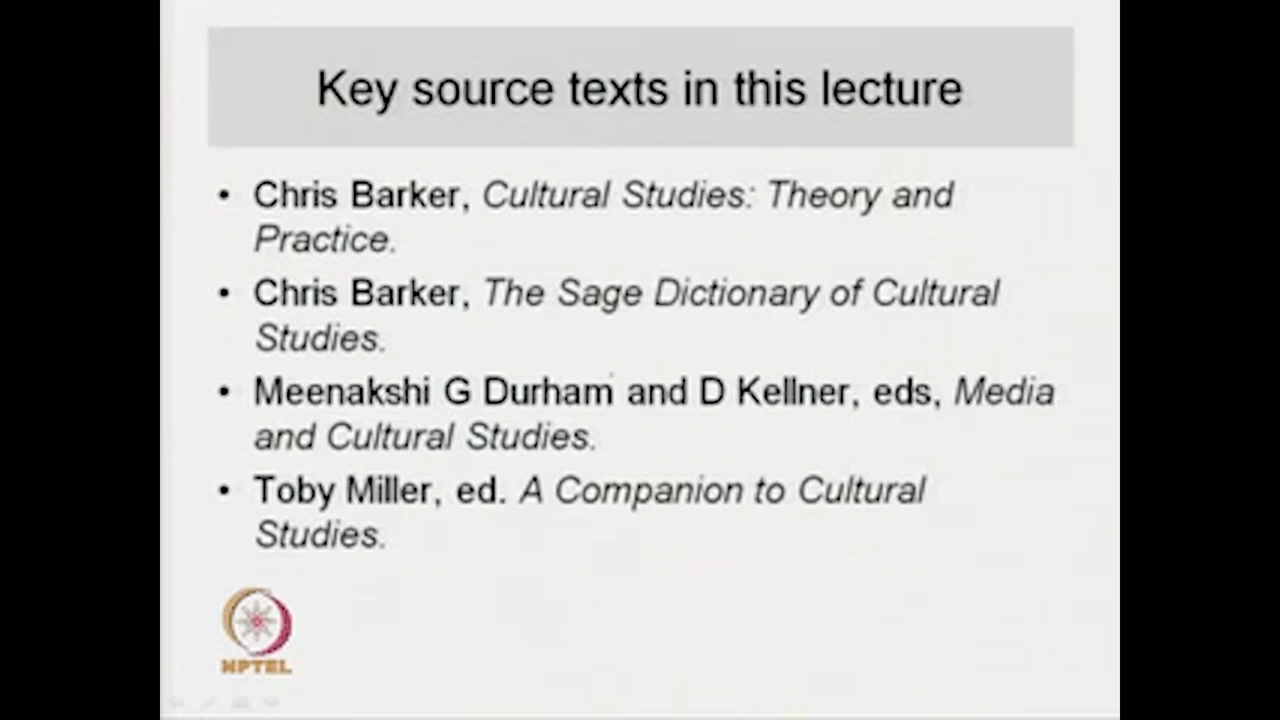 Key source texts in this lecture
• Chris Barker, Cultural Studies: Theory and
Practice.
• Chris Barker, The Sage Dictionary of Cultural
Studies.
• Meenakshi G Durham and D Kellner, eds, Media
and Cultural Studies.
• Toby Miller, ed. A Companion to Cultural
Studies.
NPTEL